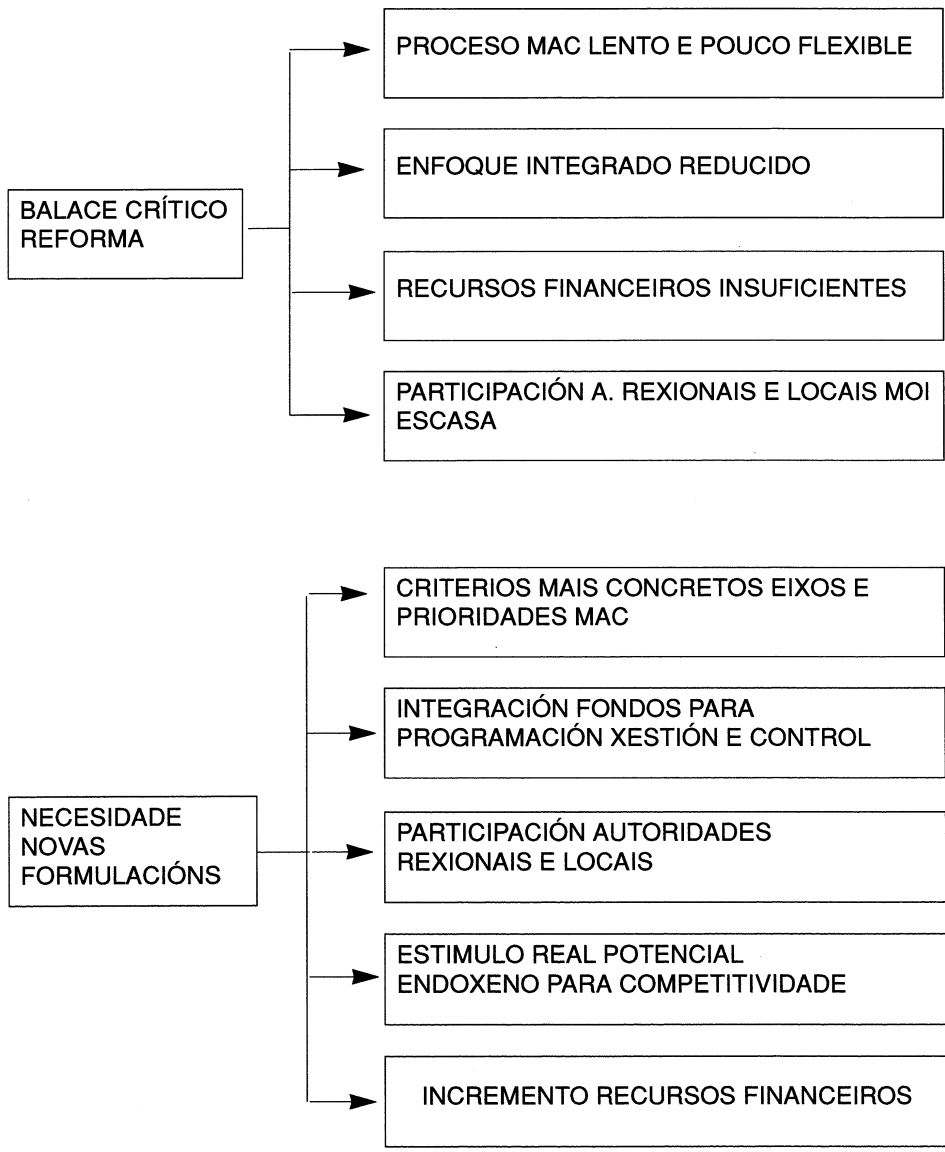 PROCESO MAC LENTO E POUCO FLEXIBLE
ENFOQUE INTEGRADO REDUCIDO
BALACE CRÍTICO
REFORMA
RECURSOS FINANCEIROS INSUFICIENTES
PARTICIPACIÓN A. REXIONAIS E LOCAIS MOI
ESCASA
CRITERIOS MAIS CONCRETOS EIXOS E
PRIORIDADES MAC
INTEGRACIÓN FONDOS PARA
PROGRAMACIÓN XESTIÓN E CONTROL
NECESIDADE
NOVAS
FORMULACIÓNS
PARTICIPACIÓN AUTORIDADES
REXIONAIS E LOCAIS
ESTIMULO REAL POTENCIAL
ENDOXENO PARA COMPETITIVIDADE
INCREMENTO RECURSOS FINANCEIROS